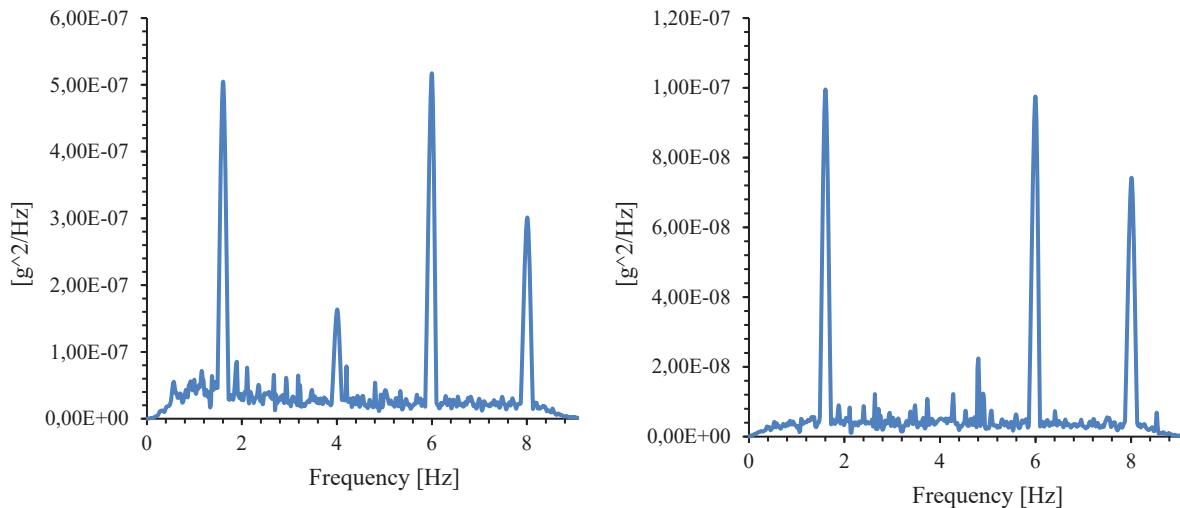 6,00E-07
5,00E-07
4,00E-07
3,00E-07
2,00E-07
1,00E-07
0,00E+00
[g^2/Hz]
0 2 4 6 8
Frequency [Hz]
1,20E-07
1,00E-07
8,00E-08
6,00E-08
4,00E-08
2,00E-08
0,00E+00
[g^2/Hz]
0 2 4 6 8
Frequency [Hz]